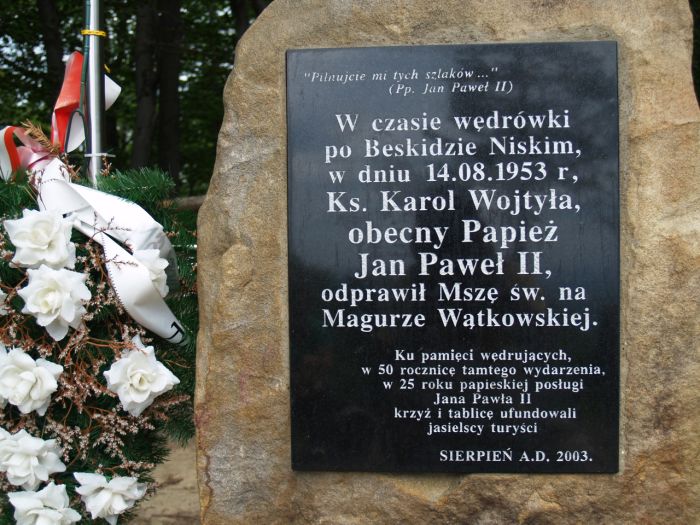 "Pilnujcie mi tych szlaków..."
(Pp. Jan Paweł II)
W czasie wędrówki
po Beskidzie Niskim,
w dniu 14.08.1953 r,
Ks. Karol Wojtyła,
obecny Papież
Jan Paweł II,
odprawił Mszę św. na
Magurze Wątkowskiej.
Ku pamięci wędrujących,
w 50 rocznicę tamtego wydarzenia,
w 25 roku papieskiej posługi
Jana Pawła II
krzyż i tablicę ufundowali
jasielscy turyści
SIERPIEŃ A.D. 2003.